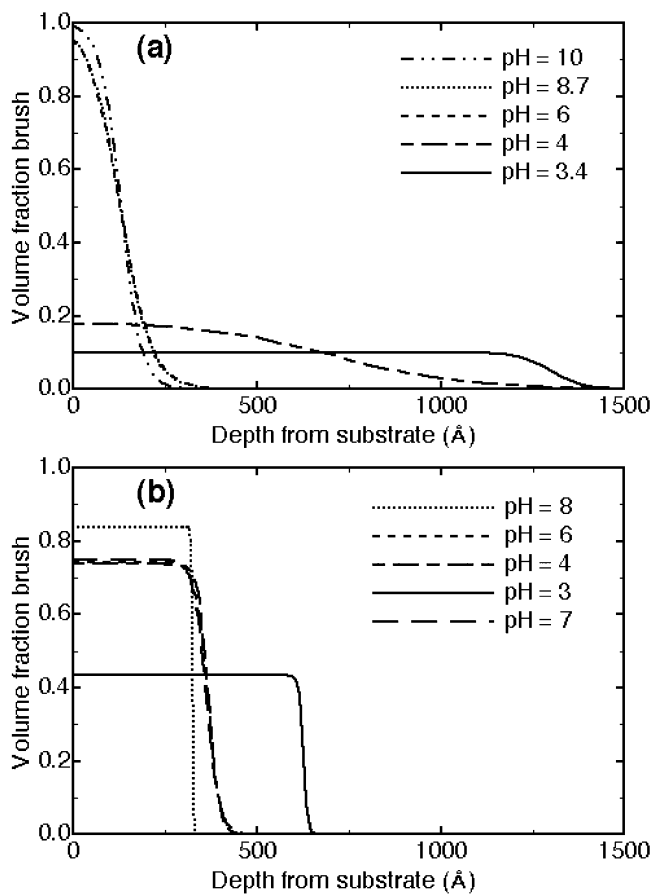 (a)
pH = 10
pH = 8.7
pH = 6
pH = 4
pH = 3.4
Volume fraction brush
1.0
0.8
0.6
0.4
0.2
0.0
0
500
1000
1500
Depth from substrate (Å)
(b)
pH = 8
pH = 6
pH = 4
pH = 3
pH = 7
Volume fraction brush
1.0
0.8
0.6
0.4
0.2
0.0
0
500
1000
1500
Depth from substrate (Å)